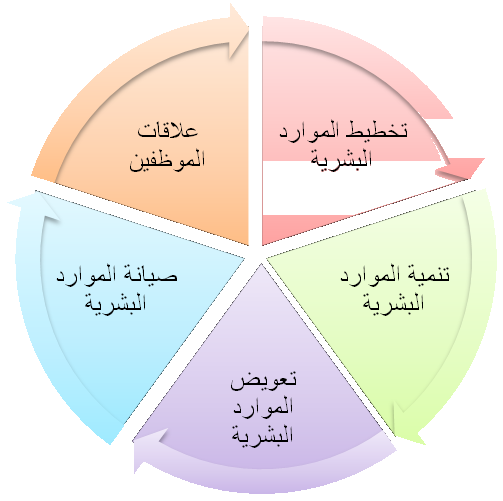 تخطيط الموارد
البشرية
تنمية الموارد
البشرية
تعويض
الموارد
البشرية
صيانة الموارد
البشرية
علاقات
الموظفين